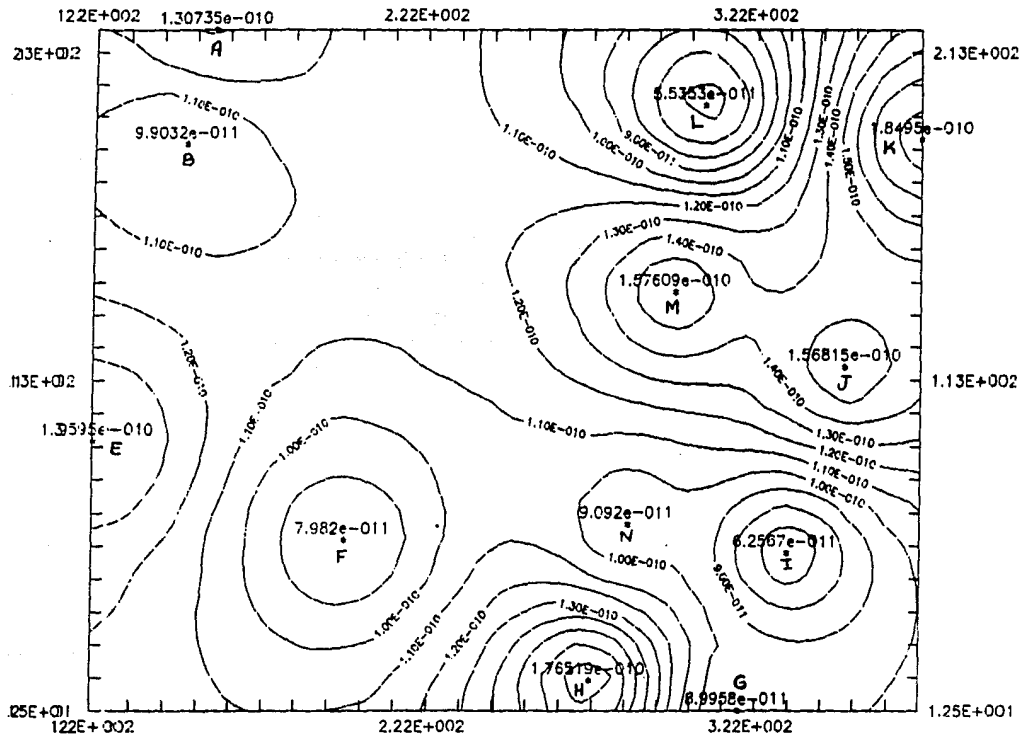 122E+002 1.30735e-010 2.22E+002 3.22E+002
A
213E+002 2.13E+002
1.10E-010
9.9032e-011
B
1.10E-010
5.5353e-011
L
1.10E-010
1.00E-010
9.00E-011
1.10E-010
1.30E-010
1.40E-010
1.50E-010
1.8495e-010
K
1.20E-010
1.30E-010
1.40E-010
1.57609e-010
M
1.20E-010
1.20E-010
1.56815e-010
J
1.40E-010
1.13E+002
1.10E-010
E
1.00E-010
1.10E-010
1.30E-010
1.20E-010
1.10E-010
1.00E-010
7.982e-011
F
9.092e-011
N
6.2567e-011
I
1.00E-010
9.00E-011
1.00E-010
1.10E-010
1.20E-010
1.30E-010
1.76519e-010
H
G
6.9958e-011
1.25E+001
122E+002 2.22E+002 3.22E+002